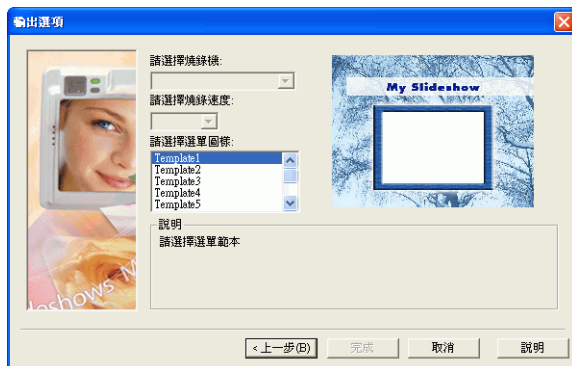 輸出選項
請選擇燒錄機:
請選擇燒錄速度:
請選擇選單圖樣:
Template1
Template2
Template3
Template4
Template5
My Slideshow
說明
請選擇選單範本
<上一步(B)
完成
取消
說明